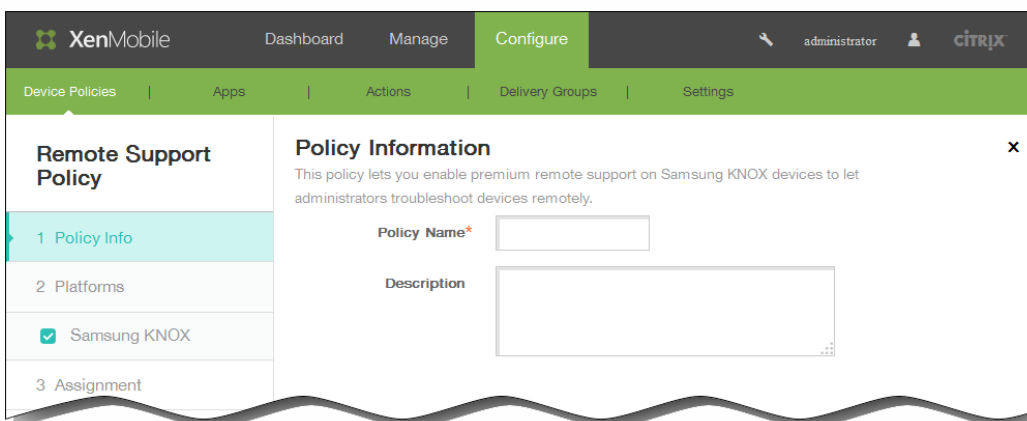 XenMobile Dashboard Manage Configure administrator CITRIX
Device Policies | Apps | Actions | Delivery Groups | Settings
Remote Support
Policy
1 Policy Info
2 Platforms
Samsung KNOX
3 Assignment
Policy Information x
This policy lets you enable premium remote support on Samsung KNOX devices to let
administrators troubleshoot devices remotely.
Policy Name*
Description